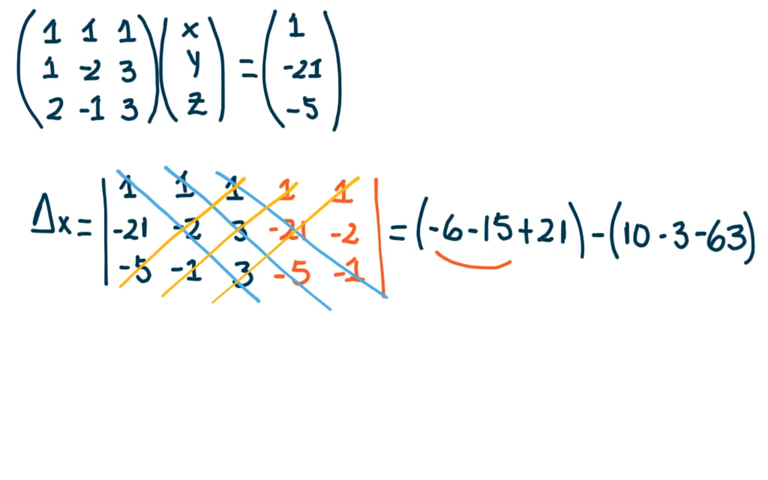 (1 1 1) (x) = (1)
(1 -2 3) (y) (-21)
(2 -1 3) (z) (-5)
Δx = |1 1 1 1 1| = (-6 -15 +21) - (10 · 3 - 63)
|-21 -2 3 -21 -2|
|-5 -1 3 -5 -1|